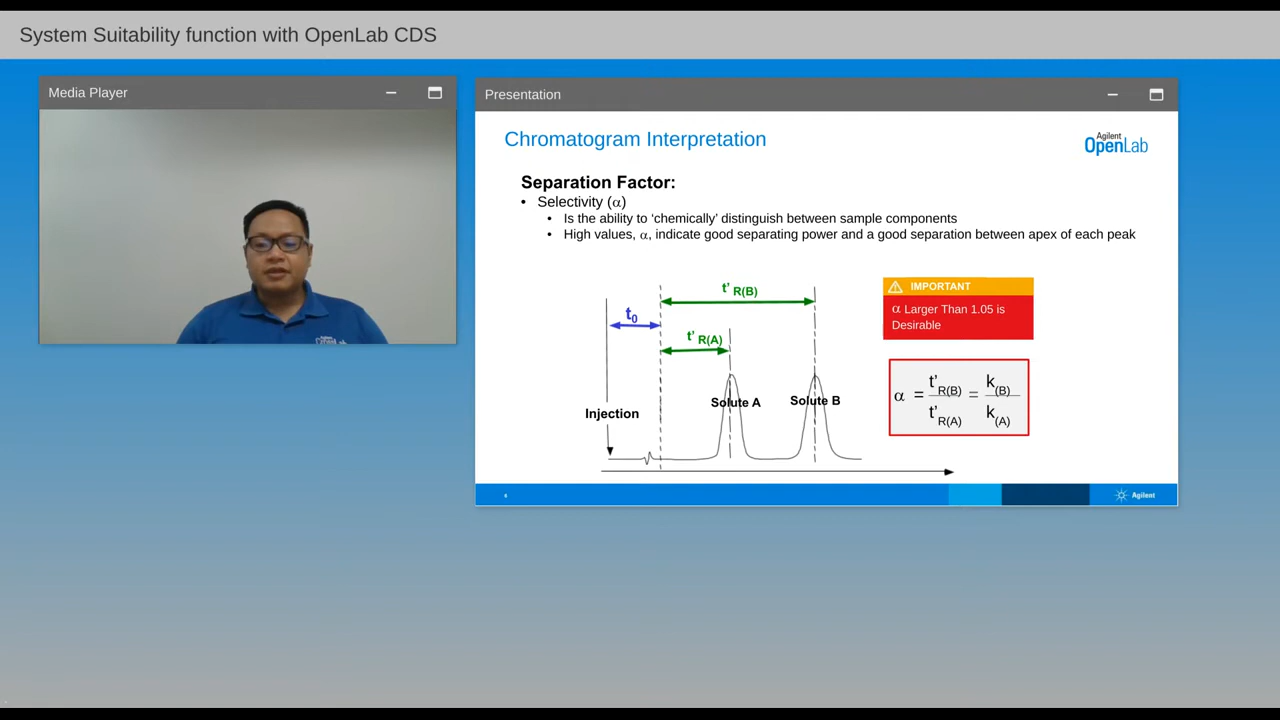 System Suitability function with OpenLab CDS
Media Player
Presentation
Chromatogram Interpretation
Agilent
OpenLab
Separation Factor:
• Selectivity (α)
• Is the ability to ‘chemically’ distinguish between sample components
• High values, α, indicate good separating power and a good separation between apex of each peak
t’ R(B)
t0
t’ R(A)
Solute A
Solute B
Injection
IMPORTANT
α Larger Than 1.05 is
Desirable
α = t’R(B) / t’R(A) = k(B) / k(A)
6
Agilent